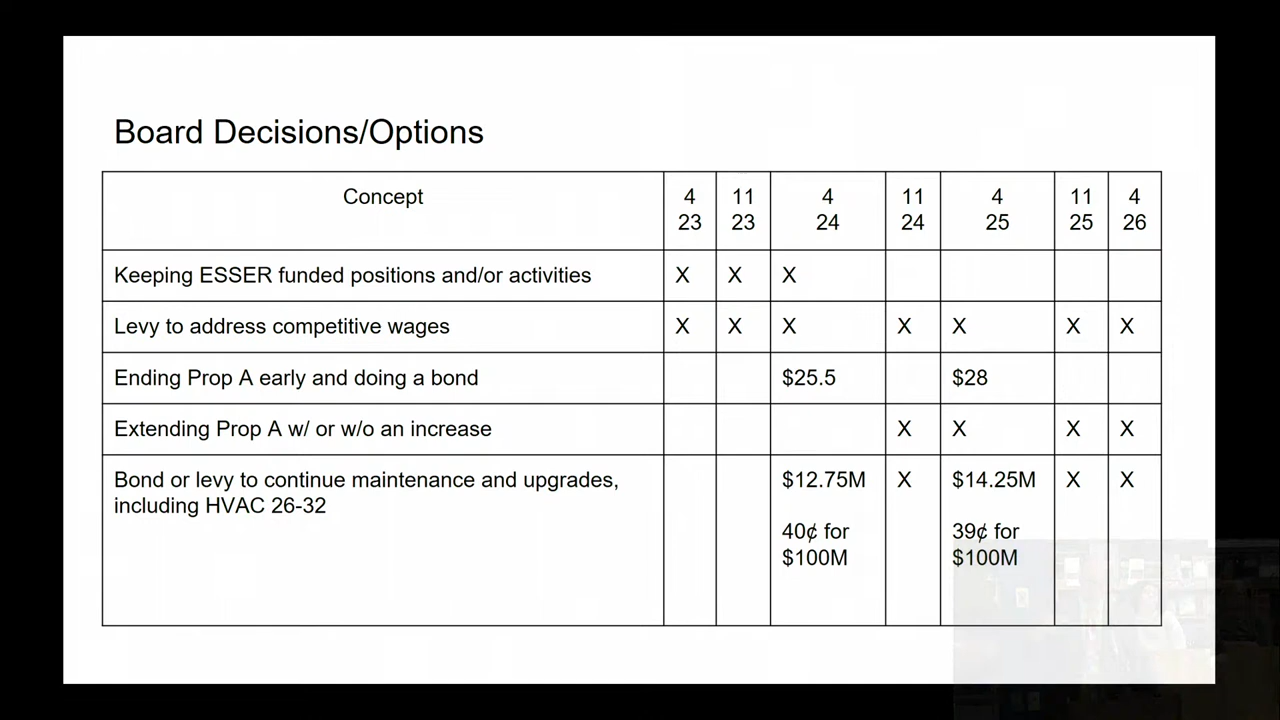 Board Decisions/Options
Concept 4 11 4 11 4 11 4
23 23 24 24 25 25 26
Keeping ESSER funded positions and/or activities X X X
Levy to address competitive wages X X X X X X X
Ending Prop A early and doing a bond $25.5 $28
Extending Prop A w/ or w/o an increase X X X X
Bond or levy to continue maintenance and upgrades, $12.75M X $14.25M X X
including HVAC 26-32
40¢ for 39¢ for
$100M $100M